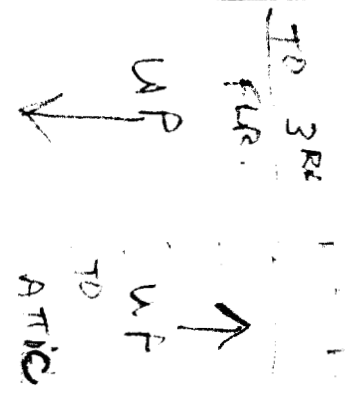 TO 3RD
FLR.
UP
UP
TO
ATTIC